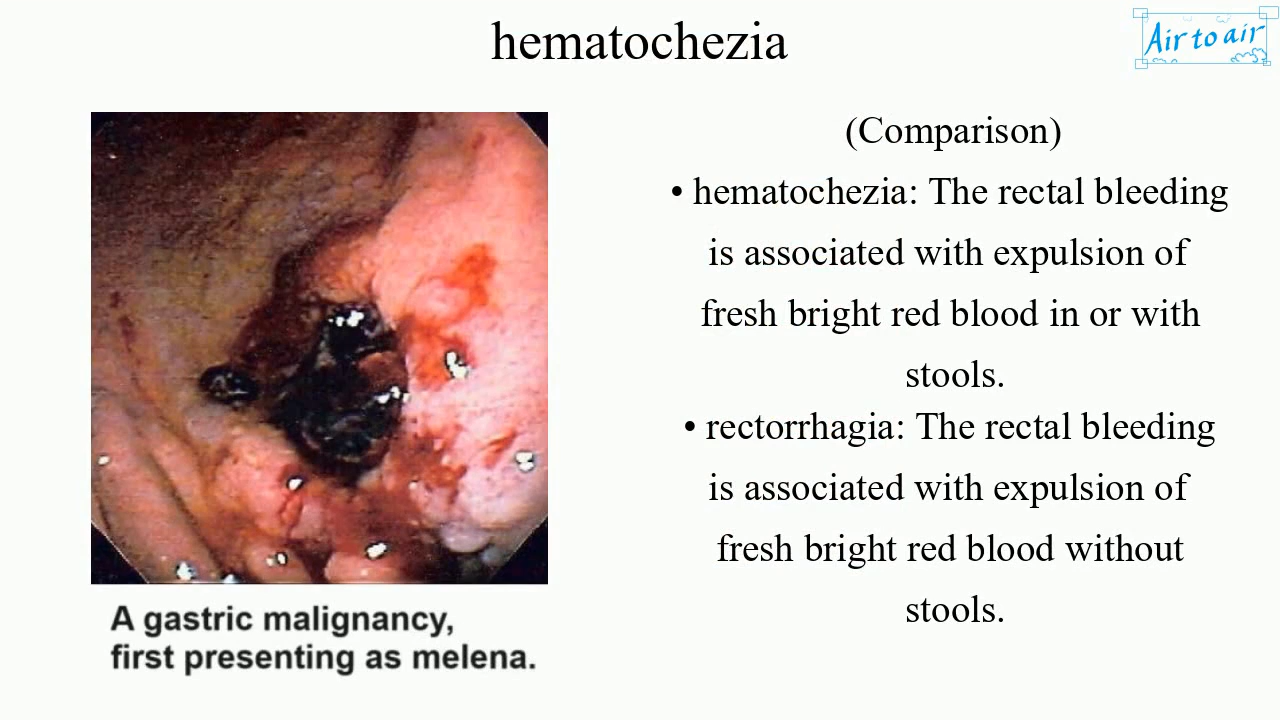 hematochezia
Air to air
(Comparison)
• hematochezia: The rectal bleeding
is associated with expulsion of
fresh bright red blood in or with
stools.
• rectorrhagia: The rectal bleeding
is associated with expulsion of
fresh bright red blood without
stools.
A gastric malignancy,
first presenting as melena.